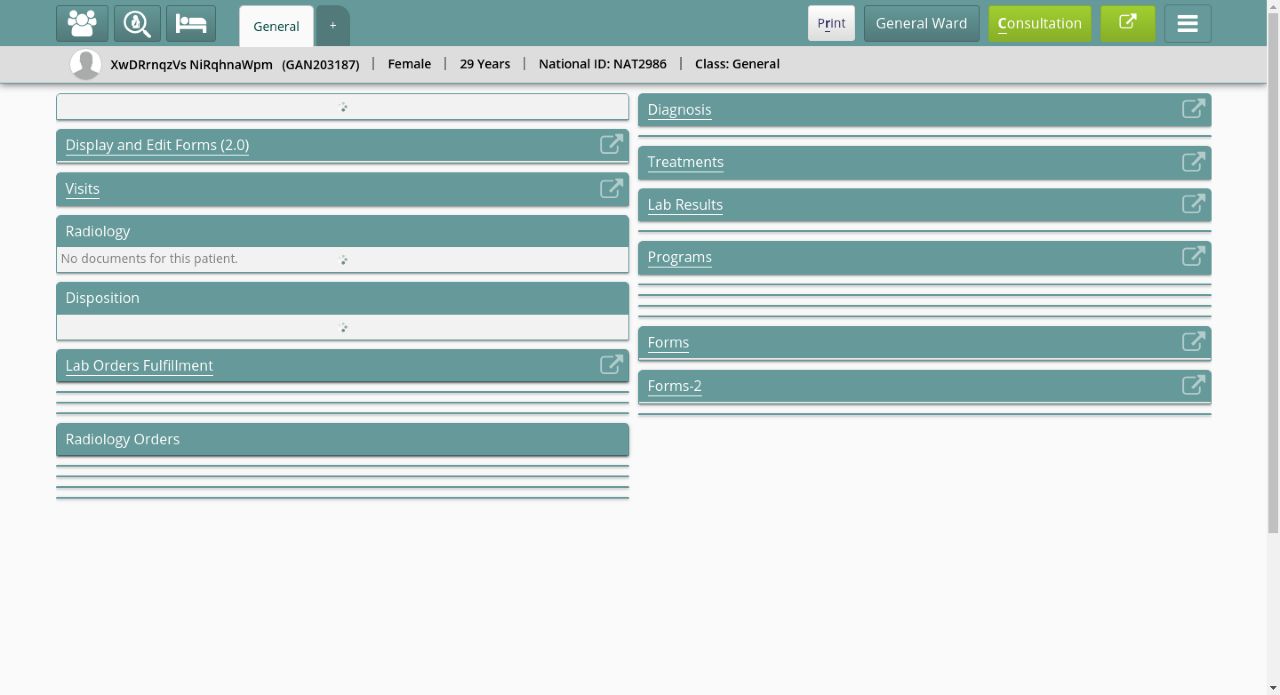 General
+
Print
General Ward
Consultation
XwDRrnqzVs NiRqhnaWpm (GAN203187) | Female | 29 Years | National ID: NAT2986 | Class: General
Display and Edit Forms (2.0)
Visits
Radiology
No documents for this patient.
Disposition
Lab Orders Fulfillment
Radiology Orders
Diagnosis
Treatments
Lab Results
Programs
Forms
Forms-2